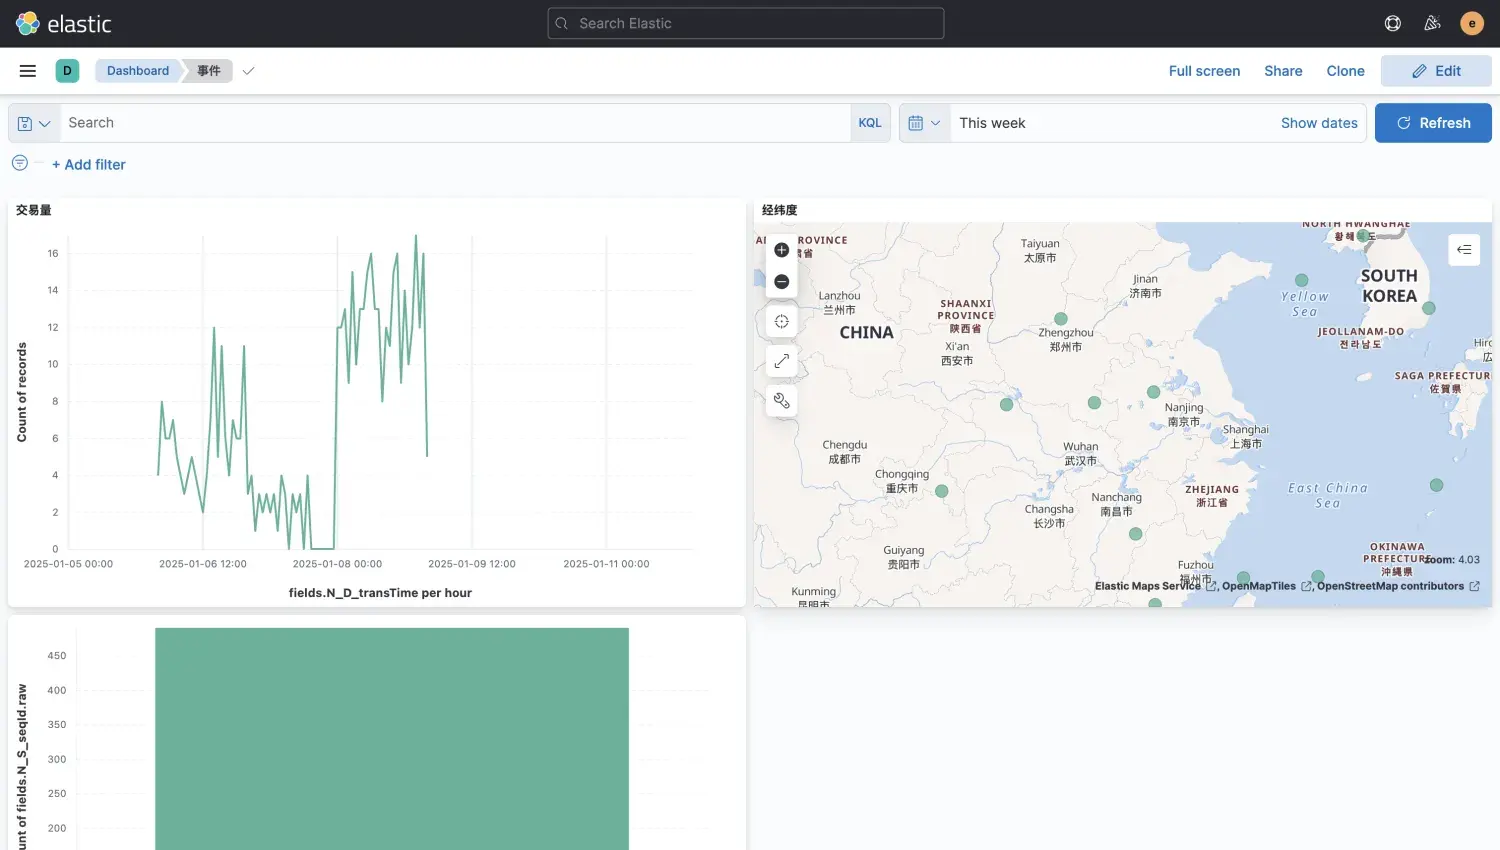 elastic
Search Elastic
e
D
Dashboard
事件
Full screen
Share
Clone
Edit
Search
KQL
This week
Show dates
Refresh
+ Add filter
交易量
Count of records
16
14
12
10
8
6
4
2
0
2025-01-05 00:00
2025-01-06 12:00
2025-01-08 00:00
2025-01-09 12:00
2025-01-11 00:00
fields.N_D_transTime per hour
经纬度
NORTH HWANGHAE
황해북도
PROVINCE
肃省
Taiyuan
太原市
SOUTH
KOREA
Jinan
济南市
Yellow
Sea
Lanzhou
兰州市
SHAANXI
PROVINCE
陕西省
CHINA
Zhengzhou
郑州市
JEOLLANAM-DO
전라남도
Xi'an
西安市
SAGA PREFECTUR
佐賀県
Nanjing
南京市
Shanghai
上海市
Chengdu
成都市
Wuhan
武汉市
Chongqing
重庆市
ZHEJIANG
浙江省
East China
Sea
Nanchang
南昌市
Changsha
长沙市
Guiyang
贵阳市
OKINAWA
PREFECTURE
沖縄県
zoom: 4.03
Fuzhou
福州市
Kunming
昆明市
Elastic Maps Service, OpenMapTiles, OpenStreetMap contributors
unt of fields.N_S_seqId.raw
450
400
350
300
250
200